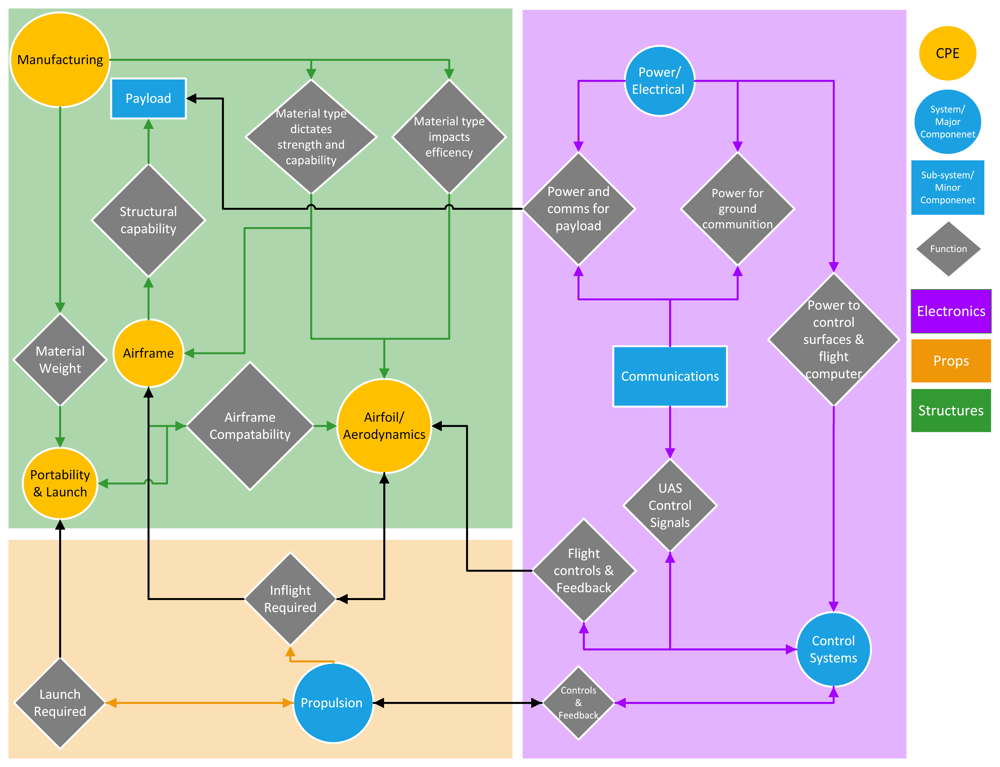 Manufacturing
Payload
Material type
dictates
strength and
capability
Material type
impacts
efficency
Structural
capability
Material
Weight
Airframe
Airframe
Compatability
Airfoil/
Aerodynamics
Portability
& Launch
Inflight
Required
Launch
Required
Propulsion
Power/
Electrical
Power and
comms for
payload
Power for
ground
communition
Power to
control
surfaces &
flight
computer
Communications
UAS
Control
Signals
Flight
controls &
Feedback
Control
Systems
Controls
&
Feedback
CPE
System/
Major
Componenet
Sub-system/
Minor
Componenet
Function
Electronics
Props
Structures